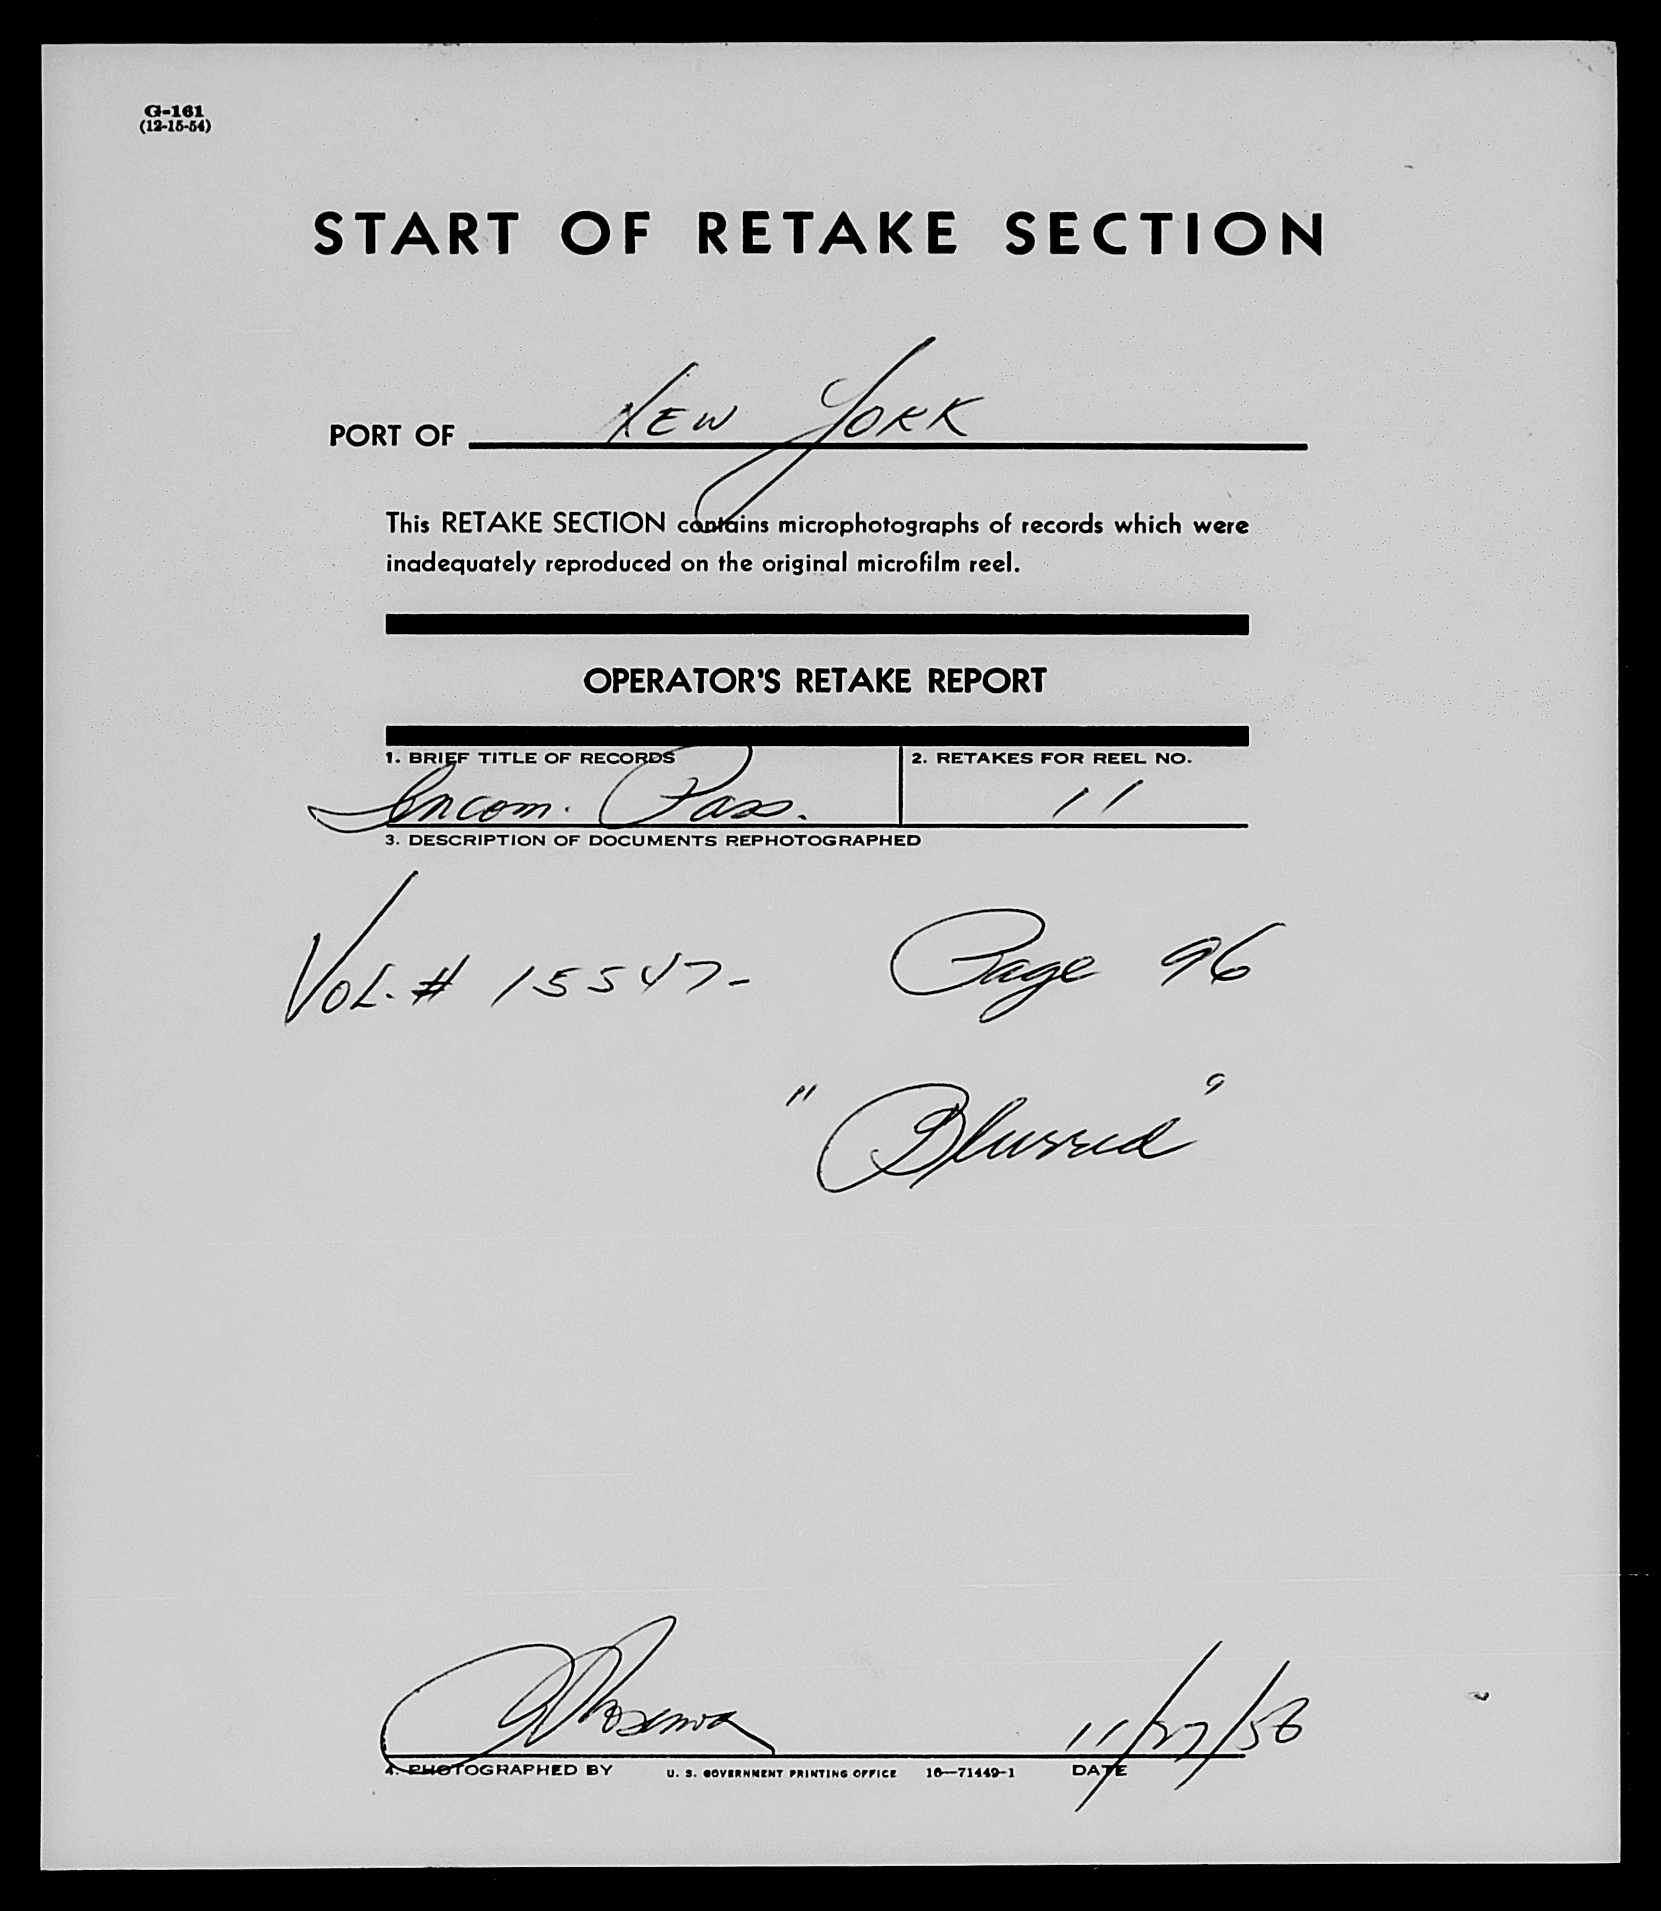 G-161
(12-15-54)
START OF RETAKE SECTION
PORT OF NEW YORK
This RETAKE SECTION contains microphotographs of records which were
inadequately reproduced on the original microfilm reel.
OPERATOR'S RETAKE REPORT
1. BRIEF TITLE OF RECORDS 2. RETAKES FOR REEL NO.
Incom. Pass. 11
3. DESCRIPTION OF DOCUMENTS REPHOTOGRAPHED
VOL. # 15547- Page 96
"Blurred"
11/27/56
4. PHOTOGRAPHED BY U. S. GOVERNMENT PRINTING OFFICE 16—71449-1 DATE